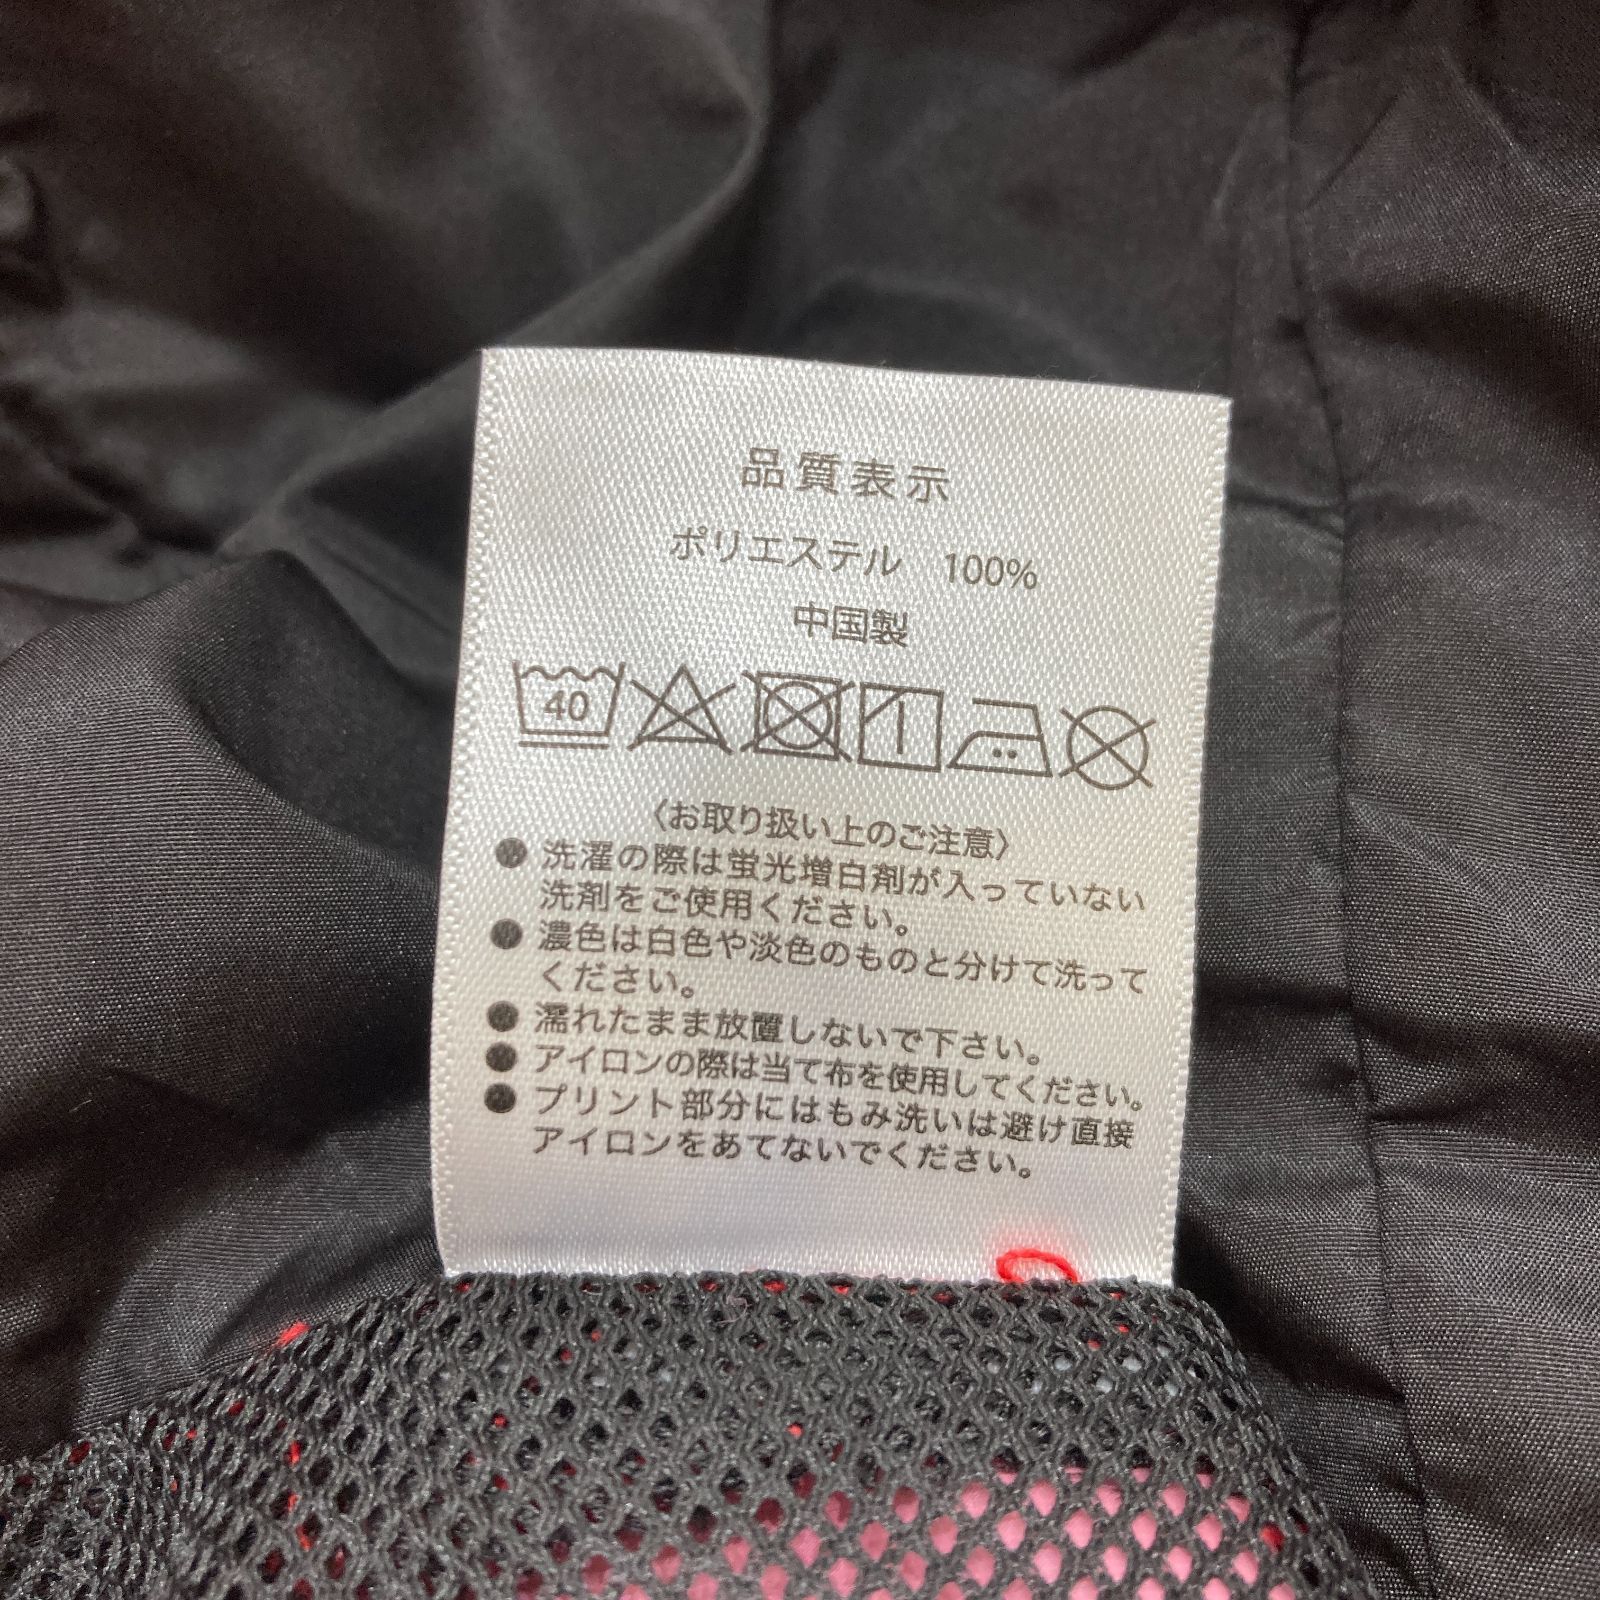 品質表示
ポリエステル 100%
中国製
40
〈お取り扱い上のご注意〉
● 洗濯の際は蛍光増白剤が入っていない
洗剤をご使用ください。
● 濃色は白色や淡色のものと分けて洗って
ください。
● 濡れたまま放置しないで下さい。
● アイロンの際は当て布を使用してください。
● プリント部分にはもみ洗いは避け直接
アイロンをあてないでください。